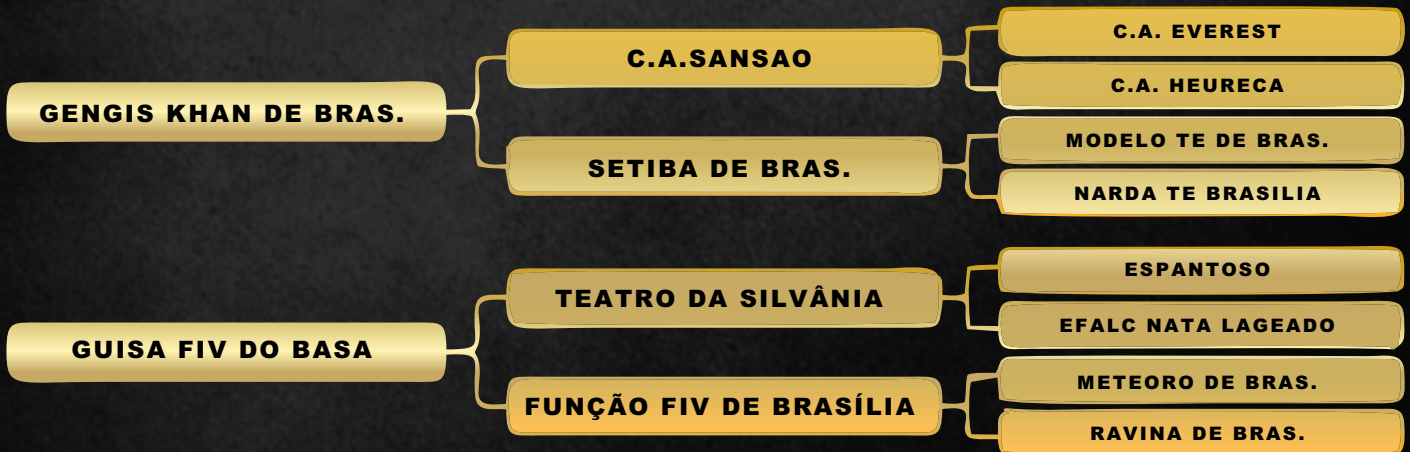 GENGIS KHAN DE BRAS.
C.A.SANSAO
C.A. EVEREST
C.A. HEURECA
SETIBA DE BRAS.
MODELO TE DE BRAS.
NARDA TE BRASILIA
GUISA FIV DO BASA
TEATRO DA SILVÂNIA
ESPANTOSO
EFALC NATA LAGEADO
FUNÇÃO FIV DE BRASÍLIA
METEORO DE BRAS.
RAVINA DE BRAS.